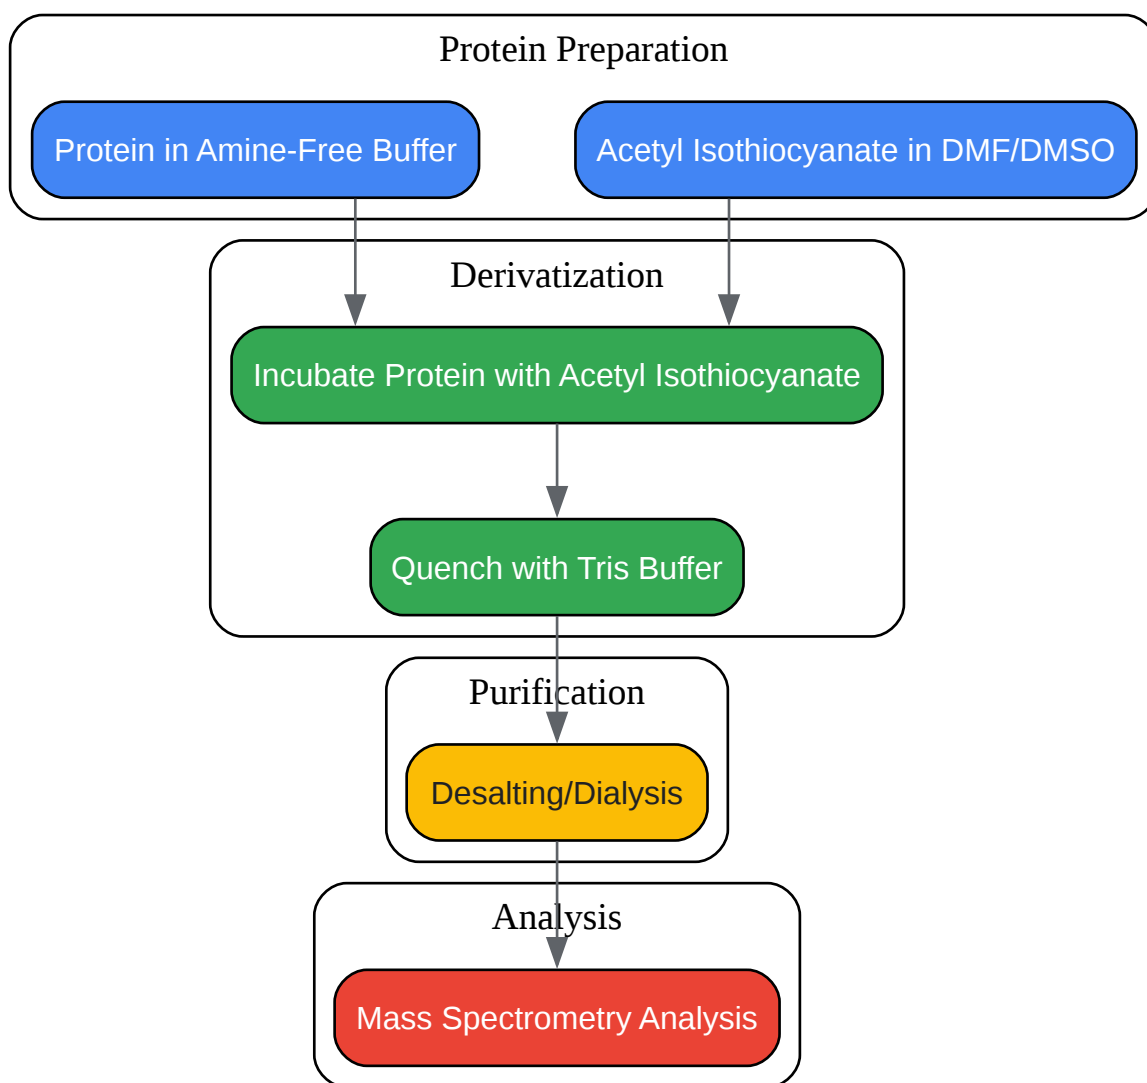 Protein Preparation
Protein in Amine-Free Buffer
Acetyl Isothiocyanate in DMF/DMSO
Derivatization
Incubate Protein with Acetyl Isothiocyanate
Quench with Tris Buffer
Purification
Desalting/Dialysis
Analysis
Mass Spectrometry Analysis